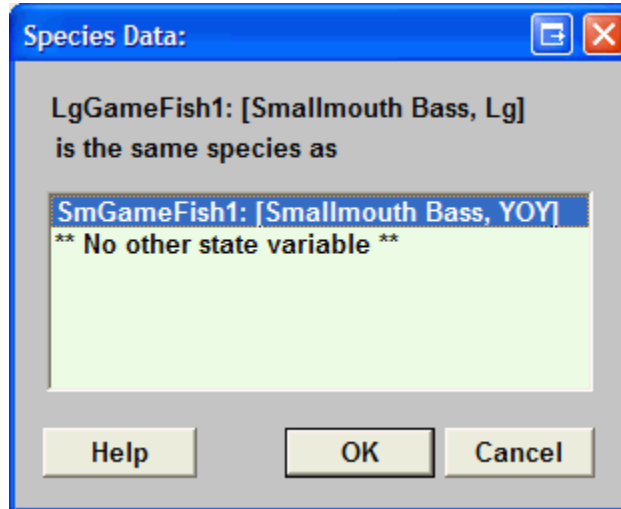 Species Data:
LgGameFish1: [Smallmouth Bass, Lg]
is the same species as
SmGameFish1: [Smallmouth Bass, YOY]
** No other state variable **
Help OK Cancel